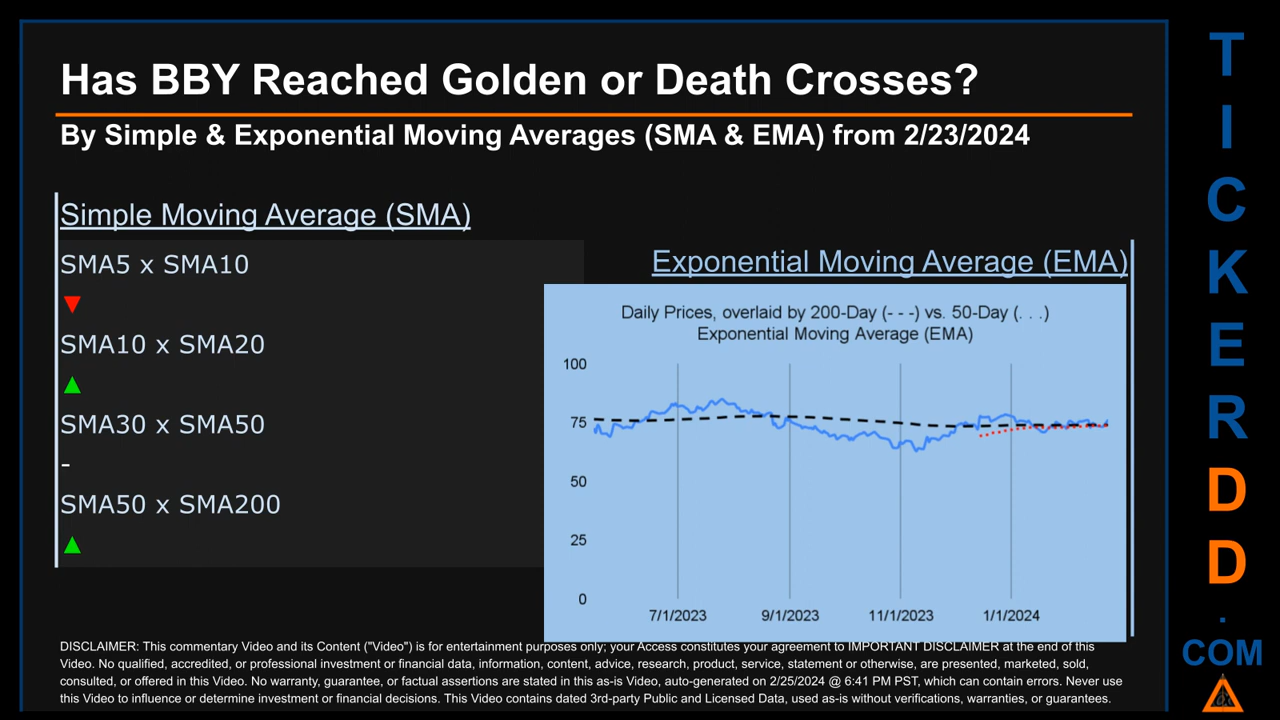 Has BBY Reached Golden or Death Crosses?
By Simple & Exponential Moving Averages (SMA & EMA) from 2/23/2024
Simple Moving Average (SMA)
SMA5 x SMA10
▼
SMA10 x SMA20
▲
SMA30 x SMA50
-
SMA50 x SMA200
▲
Exponential Moving Average (EMA)
Daily Prices, overlaid by 200-Day (- - -) vs. 50-Day (. . .)
Exponential Moving Average (EMA)
100
75
50
25
0
7/1/2023 9/1/2023 11/1/2023 1/1/2024
DISCLAIMER: This commentary Video and its Content ("Video") is for entertainment purposes only; your Access constitutes your agreement to IMPORTANT DISCLAIMER at the end of this
Video. No qualified, accredited, or professional investment or financial data, information, content, advice, research, product, service, statement or otherwise, are presented, marketed, sold,
consulted, or offered in this Video. No warranty, guarantee, or factual assertions are stated in this as-is Video, auto-generated on 2/25/2024 @ 6:41 PM PST, which can contain errors. Never use
this Video to influence or determine investment or financial decisions. This Video contains dated 3rd-party Public and Licensed Data, used as-is without verifications, warranties, or guarantees.
T
I
C
K
E
R
D
D
.
COM